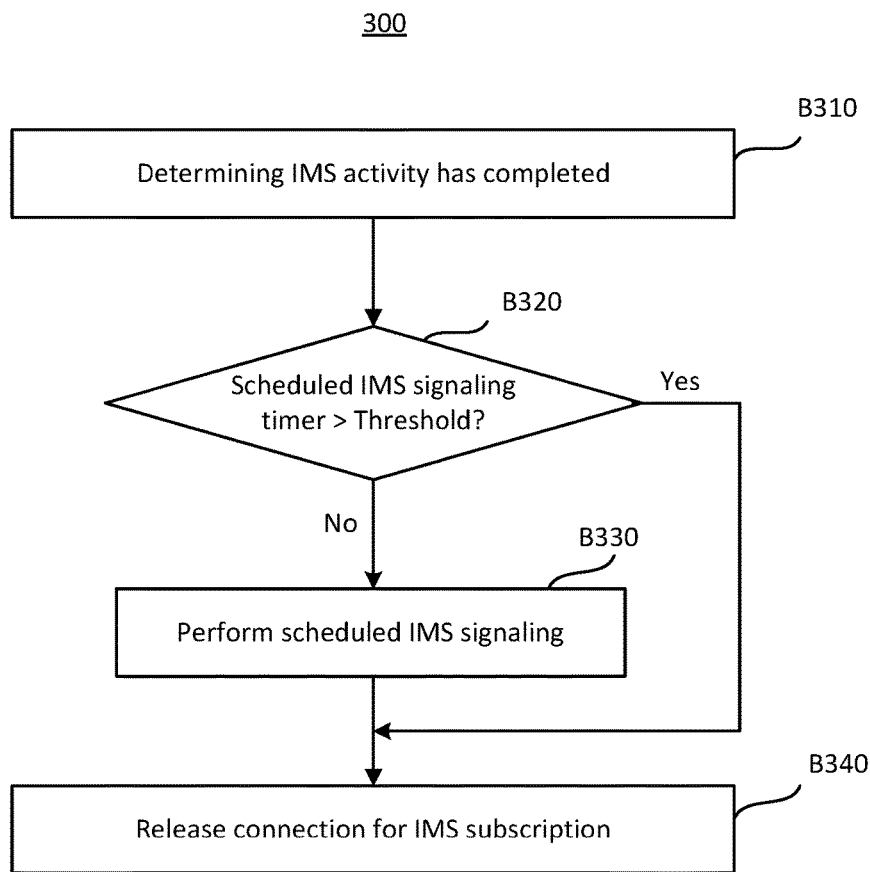 300
B310
Determining IMS activity has completed
B320
Scheduled IMS signaling
timer > Threshold?
Yes
No
B330
Perform scheduled IMS signaling
B340
Release connection for IMS subscription